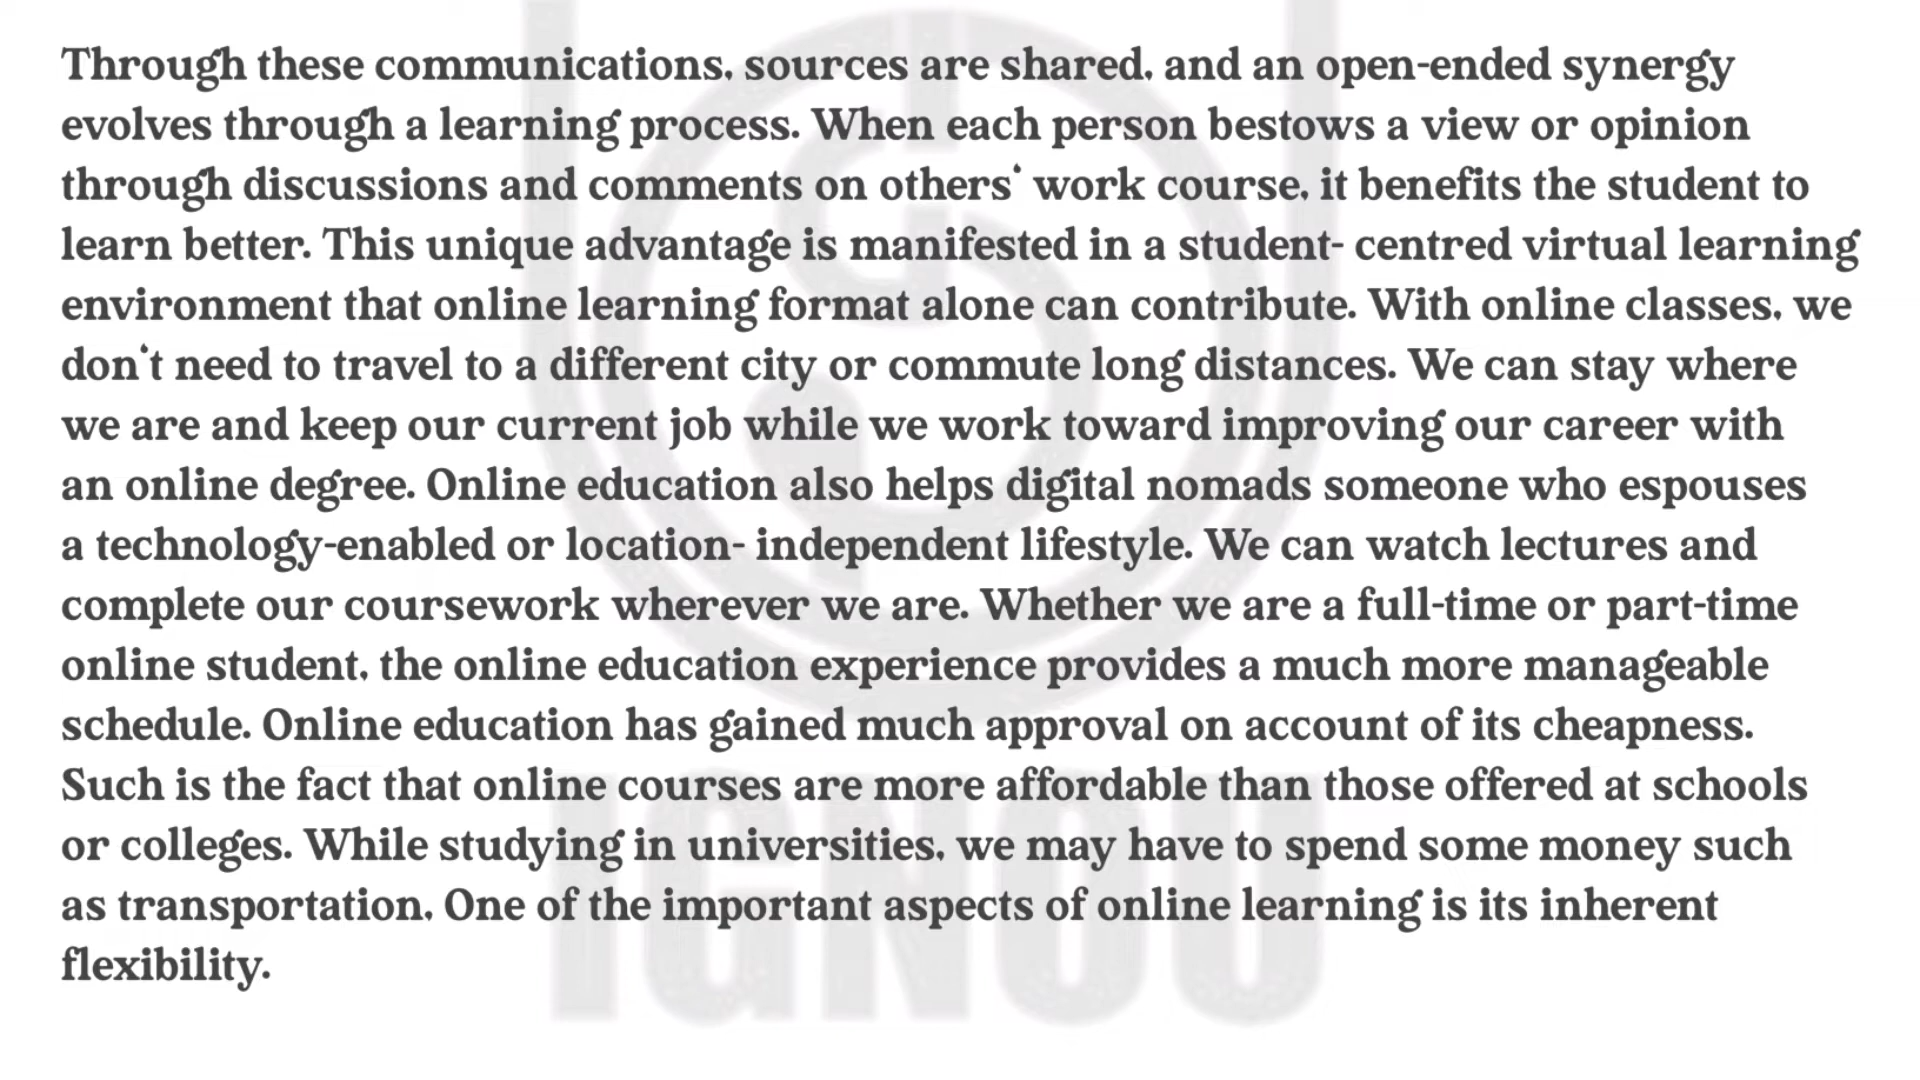 Through these communications, sources are shared, and an open-ended synergy
evolves through a learning process. When each person bestows a view or opinion
through discussions and comments on others‘ work course, it benefits the student to
learn better. This unique advantage is manifested in a student- centred virtual learning
environment that online learning format alone can contribute. With online classes, we
don‘t need to travel to a different city or commute long distances. We can stay where
we are and keep our current job while we work toward improving our career with
an online degree. Online education also helps digital nomads someone who espouses
a technology-enabled or location- independent lifestyle. We can watch lectures and
complete our coursework wherever we are. Whether we are a full-time or part-time
online student, the online education experience provides a much more manageable
schedule. Online education has gained much approval on account of its cheapness.
Such is the fact that online courses are more affordable than those offered at schools
or colleges. While studying in universities, we may have to spend some money such
as transportation, One of the important aspects of online learning is its inherent
flexibility.
IGNOU